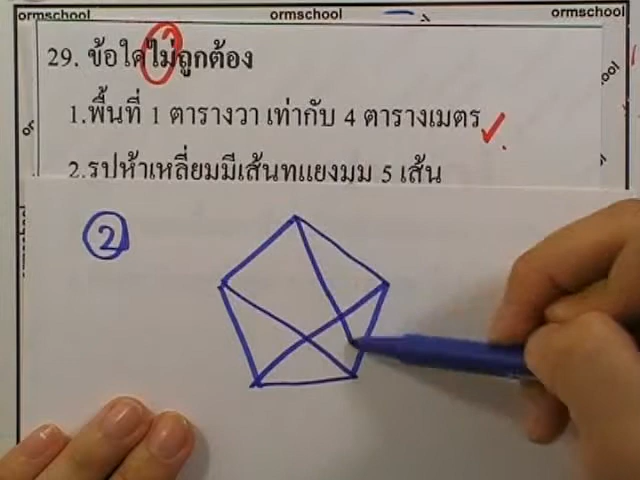 ormschool ormschool ormschool
29. ข้อใดไม่ถูกต้อง
1.พื้นที่ 1 ตารางวา เท่ากับ 4 ตารางเมตร
2.รูปห้าเหลี่ยมมีเส้นทแยงมุม 5 เส้น
2